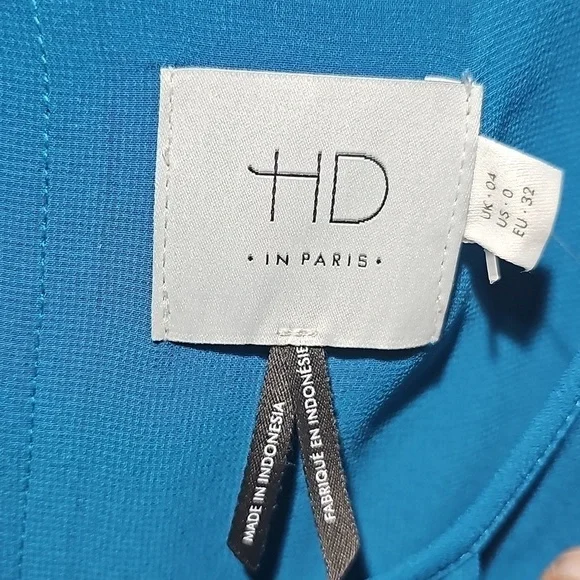 HD
• IN PARIS •
UK • 04
US • 0
EU • 32
MADE IN INDONESIA
FABRIQUÉ EN INDONÉSIE